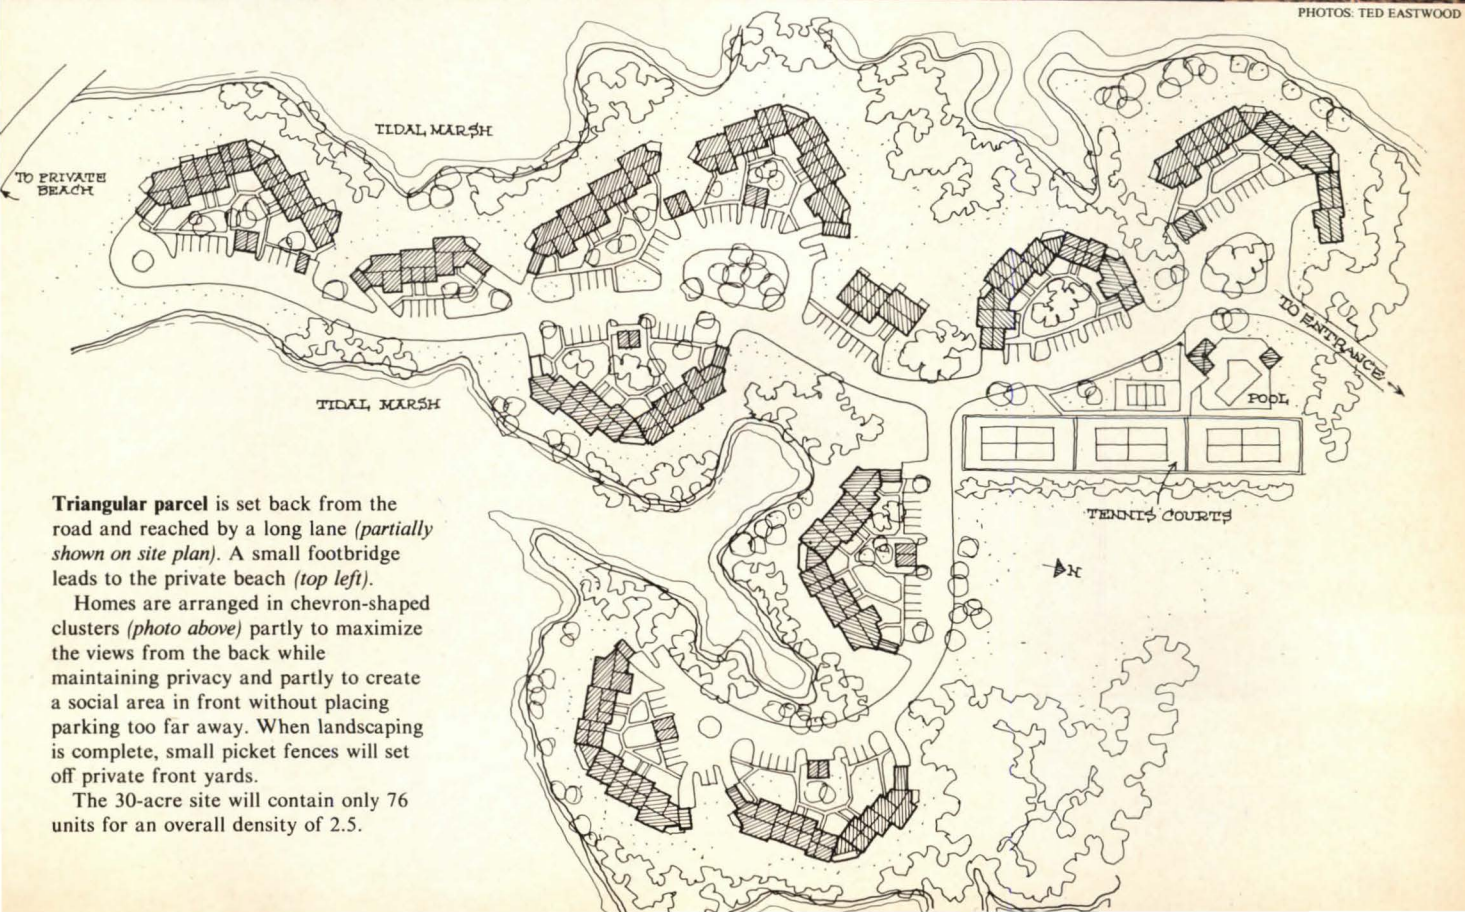 PHOTOS: TED EASTWOOD
TIDAL MARSH
TO PRIVATE
BEACH
TO ENTRANCE
POOL
TIDAL MARSH
TENNIS COURTS
N
Triangular parcel is set back from the
road and reached by a long lane (partially
shown on site plan). A small footbridge
leads to the private beach (top left).
Homes are arranged in chevron-shaped
clusters (photo above) partly to maximize
the views from the back while
maintaining privacy and partly to create
a social area in front without placing
parking too far away. When landscaping
is complete, small picket fences will set
off private front yards.
The 30-acre site will contain only 76
units for an overall density of 2.5.